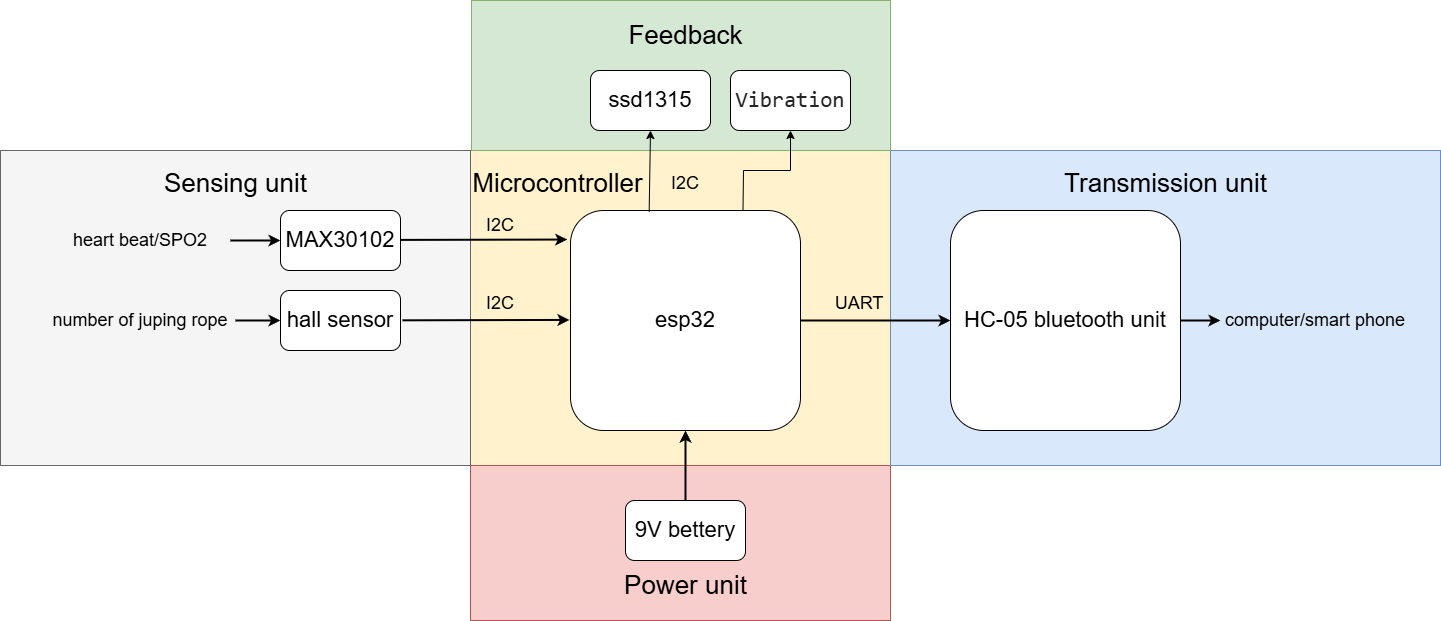 Feedback
ssd1315
Vibration
Sensing unit
Microcontroller
I2C
Transmission unit
heart beat/SPO2
MAX30102
I2C
number of juping rope
hall sensor
I2C
esp32
UART
HC-05 bluetooth unit
computer/smart phone
9V bettery
Power unit